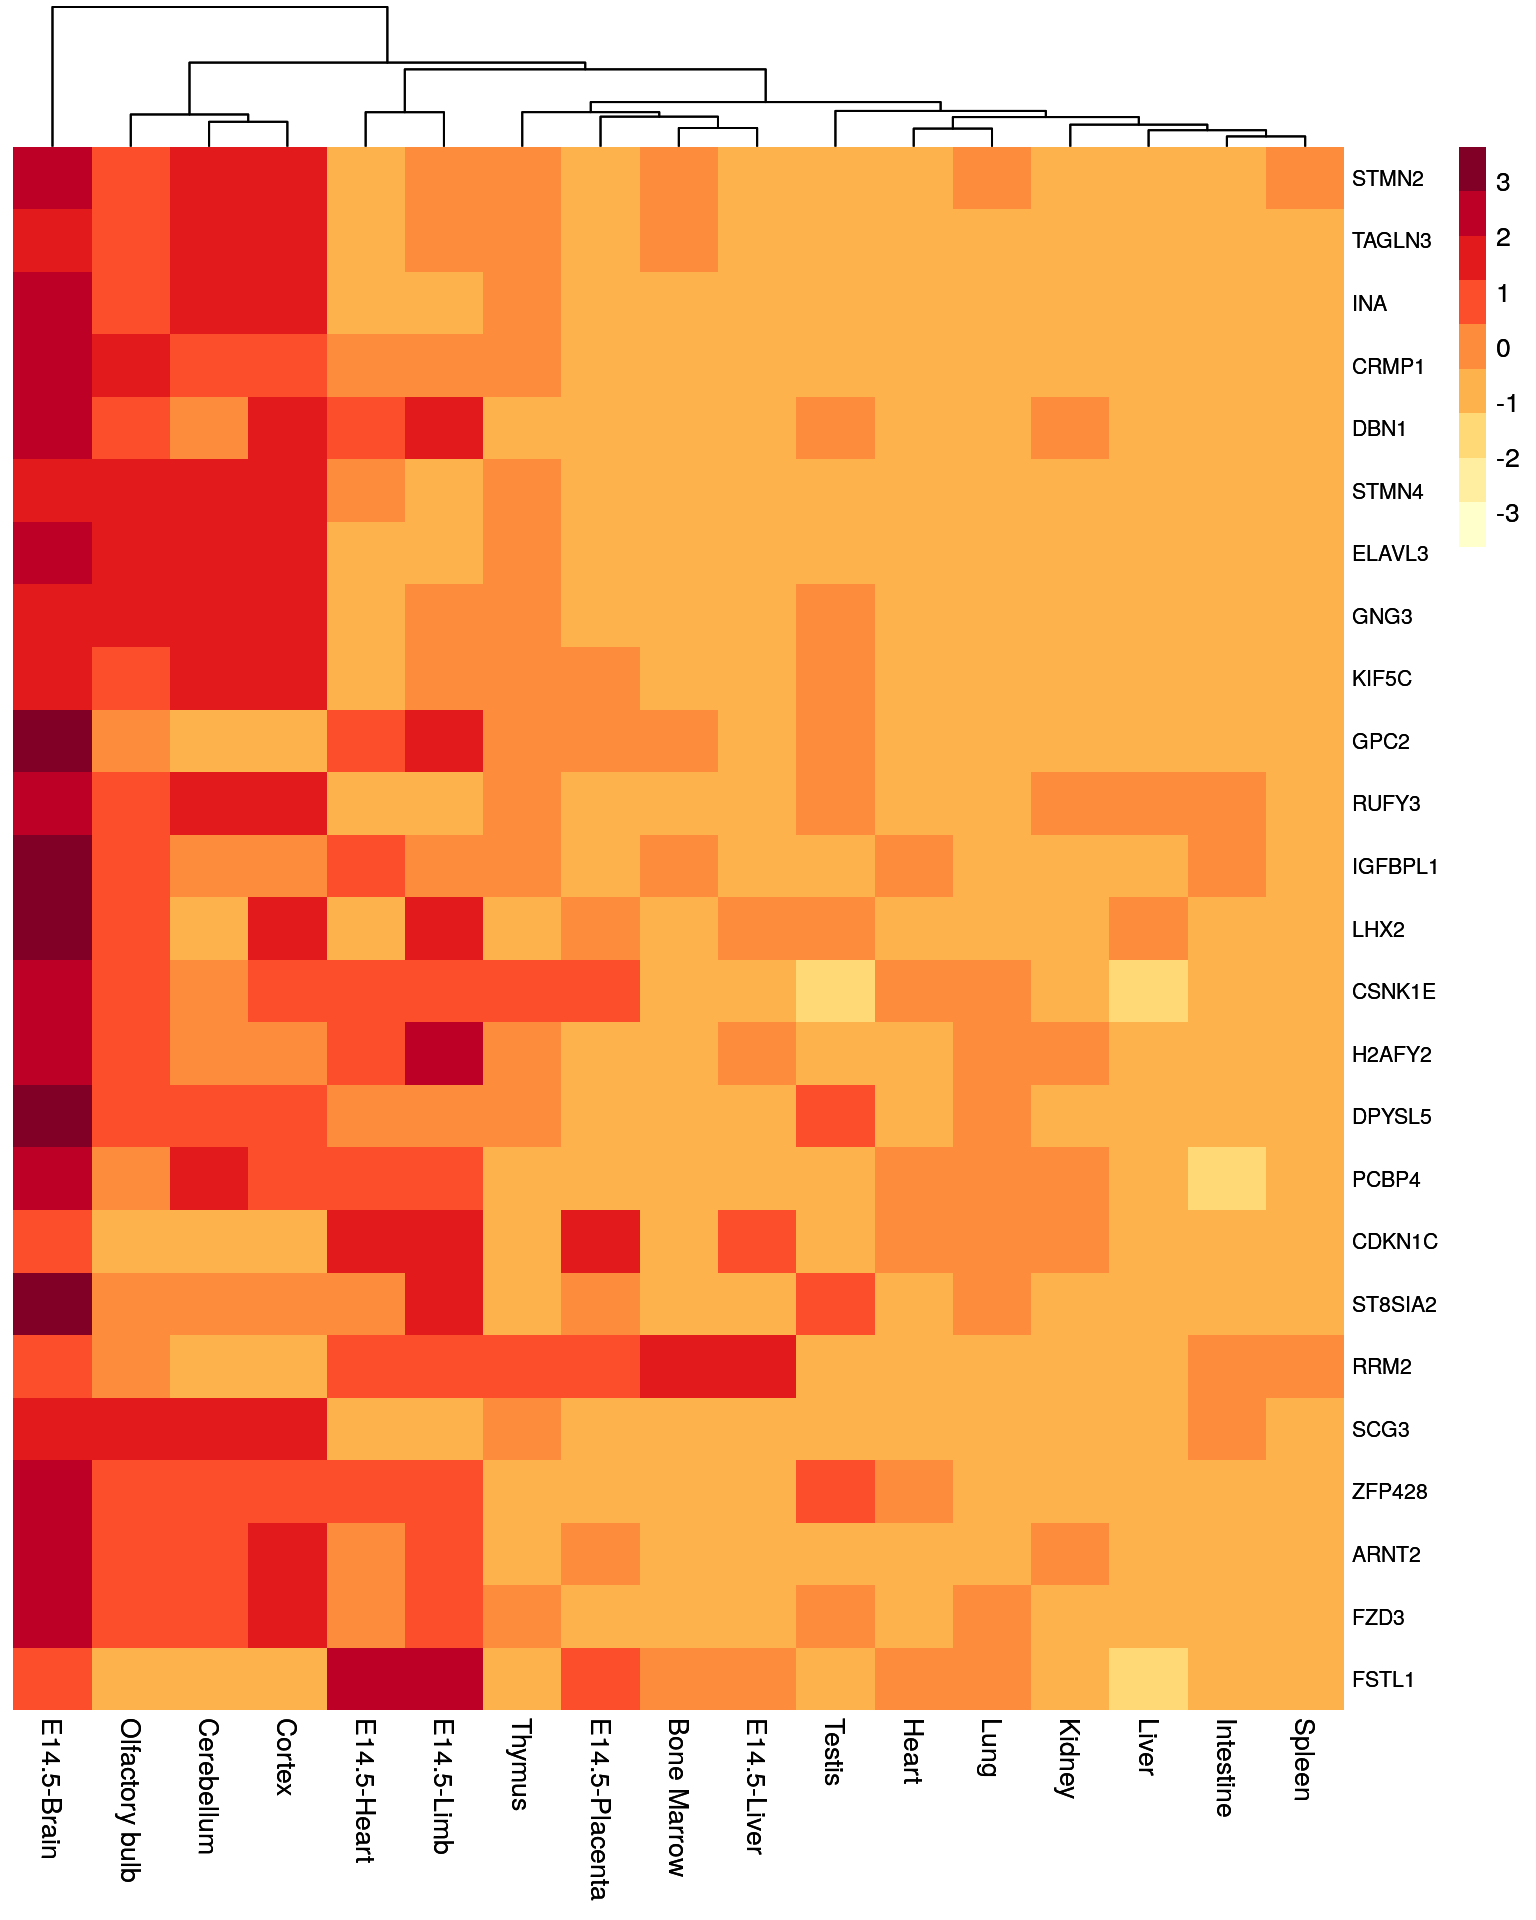 STMN2
TAGLN3
INA
CRMP1
DBN1
STMN4
ELAVL3
GNG3
KIF5C
GPC2
RUFY3
IGFBPL1
LHX2
CSNK1E
H2AFY2
DPYSL5
PCBP4
CDKN1C
ST8SIA2
RRM2
SCG3
ZFP428
ARNT2
FZD3
FSTL1
3
2
1
0
-1
-2
-3
E14.5-Brain
Olfactory bulb
Cerebellum
Cortex
E14.5-Heart
E14.5-Limb
Thymus
E14.5-Placenta
Bone Marrow
E14.5-Liver
Testis
Heart
Lung
Kidney
Liver
Intestine
Spleen